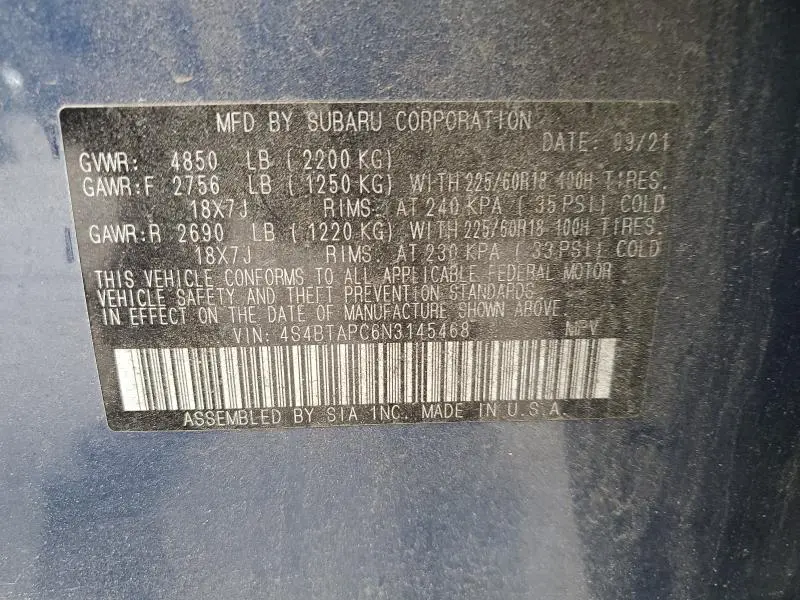 MFD BY SUBARU CORPORATION DATE: 09/21
GVWR: 4850 LB (2200 KG)
GAWR:F 2756 LB (1250 KG) WITH 225/60R18 100H TIRES.
18X7J RIMS. AT 240 KPA (35 PSI) COLD
GAWR:R 2690 LB (1220 KG) WITH 225/60R18 100H TIRES.
18X7J RIMS. AT 230 KPA (33 PSI) COLD
THIS VEHICLE CONFORMS TO ALL APPLICABLE FEDERAL MOTOR
VEHICLE SAFETY AND THEFT PREVENTION STANDARDS
IN EFFECT ON THE DATE OF MANUFACTURE SHOWN ABOVE.
VIN: 4S4BTAPC6N3145468 MPV
ASSEMBLED BY SIA INC. MADE IN U.S.A.